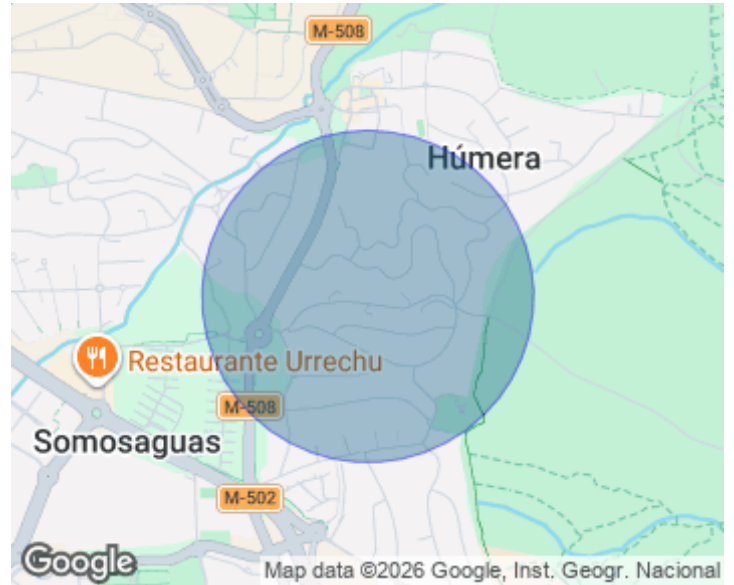 M-508
Húmera
Restaurante Urrechu
M-508
Somosaguas
M-502
Google
Map data ©2026 Google, Inst. Geogr. Nacional